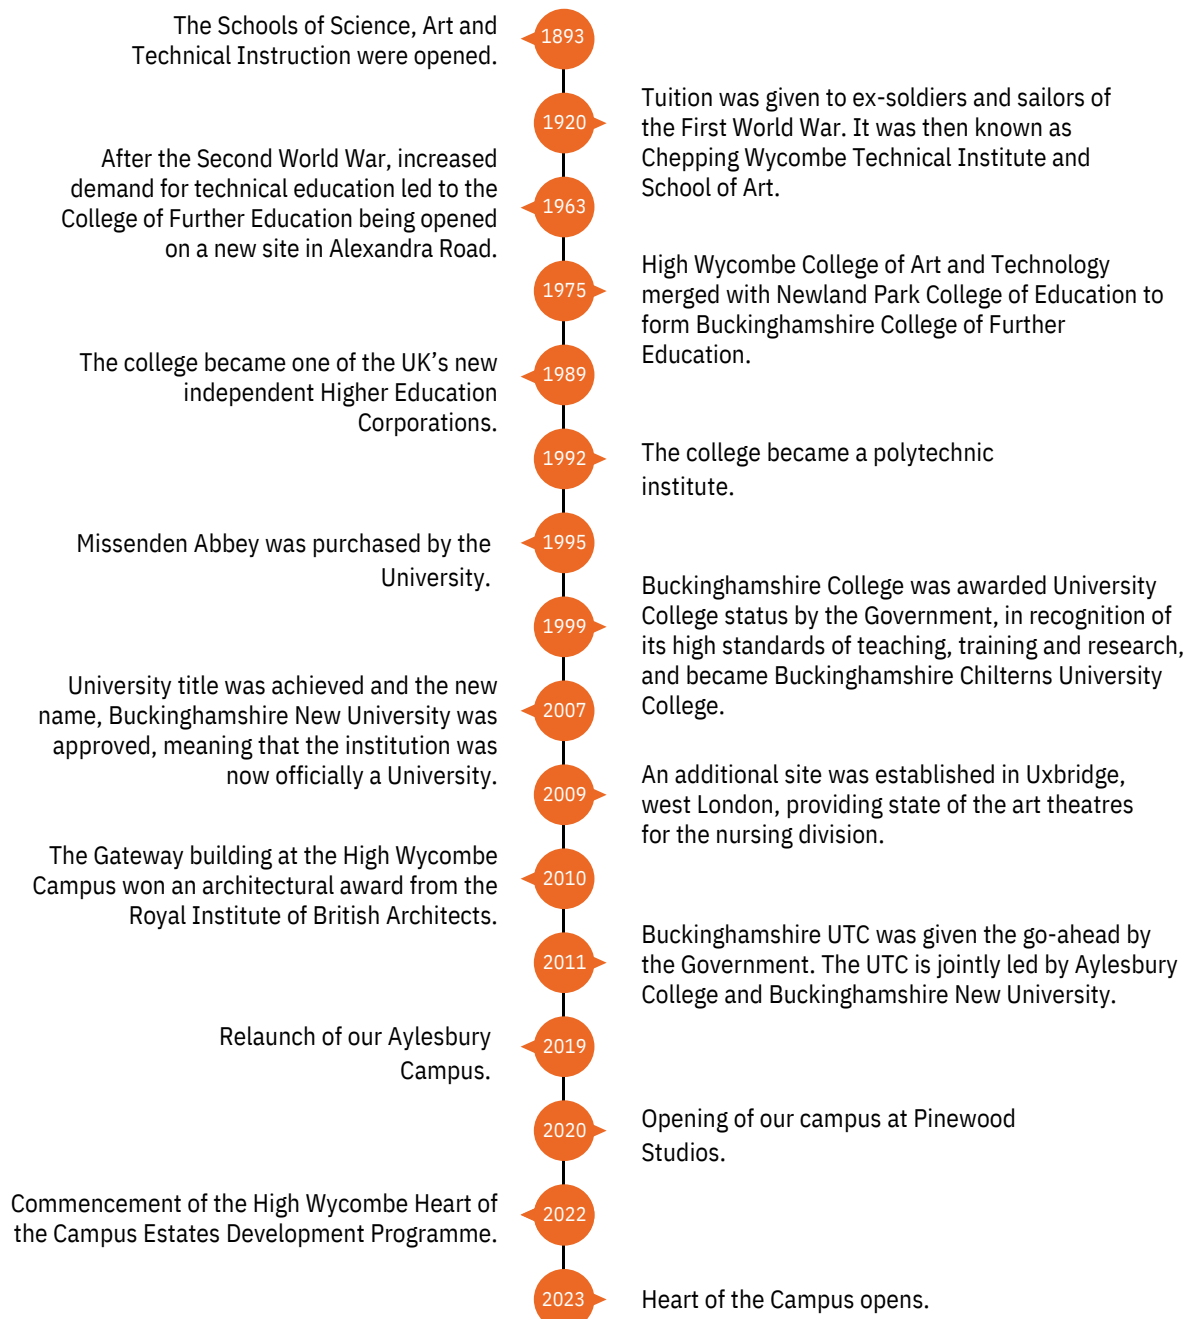 The Schools of Science, Art and
Technical Instruction were opened.
1893
1920
Tuition was given to ex-soldiers and sailors of
the First World War. It was then known as
Chepping Wycombe Technical Institute and
School of Art.
After the Second World War, increased
demand for technical education led to the
College of Further Education being opened
on a new site in Alexandra Road.
1963
1975
High Wycombe College of Art and Technology
merged with Newland Park College of Education to
form Buckinghamshire College of Further
Education.
The college became one of the UK’s new
independent Higher Education
Corporations.
1989
1992
The college became a polytechnic
institute.
Missenden Abbey was purchased by the
University.
1995
1999
Buckinghamshire College was awarded University
College status by the Government, in recognition of
its high standards of teaching, training and research,
and became Buckinghamshire Chilterns University
College.
University title was achieved and the new
name, Buckinghamshire New University was
approved, meaning that the institution was
now officially a University.
2007
2009
An additional site was established in Uxbridge,
west London, providing state of the art theatres
for the nursing division.
The Gateway building at the High Wycombe
Campus won an architectural award from the
Royal Institute of British Architects.
2010
2011
Buckinghamshire UTC was given the go-ahead by
the Government. The UTC is jointly led by Aylesbury
College and Buckinghamshire New University.
Relaunch of our Aylesbury
Campus.
2019
2020
Opening of our campus at Pinewood
Studios.
Commencement of the High Wycombe Heart of
the Campus Estates Development Programme.
2022
2023
Heart of the Campus opens.